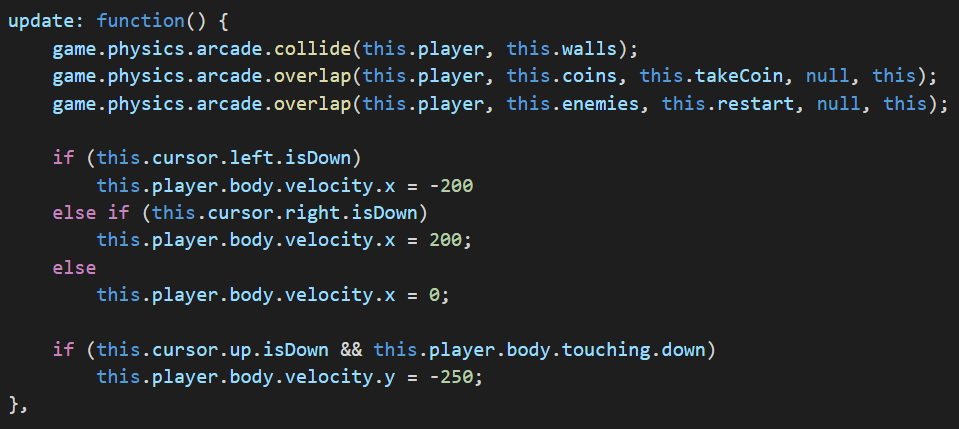 update: function() {
    game.physics.arcade.collide(this.player, this.walls);
    game.physics.arcade.overlap(this.player, this.coins, this.takeCoin, null, this);
    game.physics.arcade.overlap(this.player, this.enemies, this.restart, null, this);

    if (this.cursor.left.isDown)
        this.player.body.velocity.x = -200
    else if (this.cursor.right.isDown)
        this.player.body.velocity.x = 200;
    else
        this.player.body.velocity.x = 0;

    if (this.cursor.up.isDown && this.player.body.touching.down)
        this.player.body.velocity.y = -250;
},